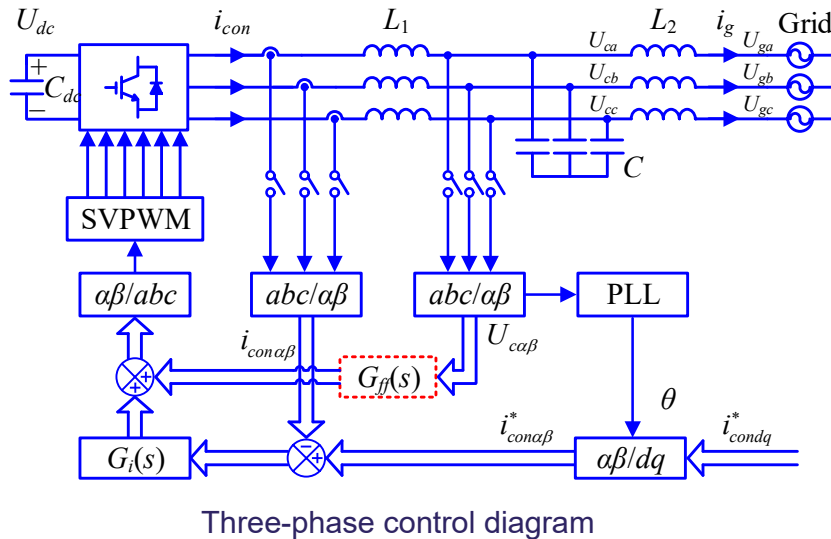 U_dc
i_con
L_1
L_2
i_g
Grid
+
C_dc
−
U_ca
U_cb
U_cc
U_ga
U_gb
U_gc
C
SVPWM
αβ/abc
abc/αβ
abc/αβ
PLL
i_conαβ
U_cαβ
G_ff(s)
θ
+
+
i*_conαβ
i*_condq
G_i(s)
−
+
αβ/dq
Three-phase control diagram